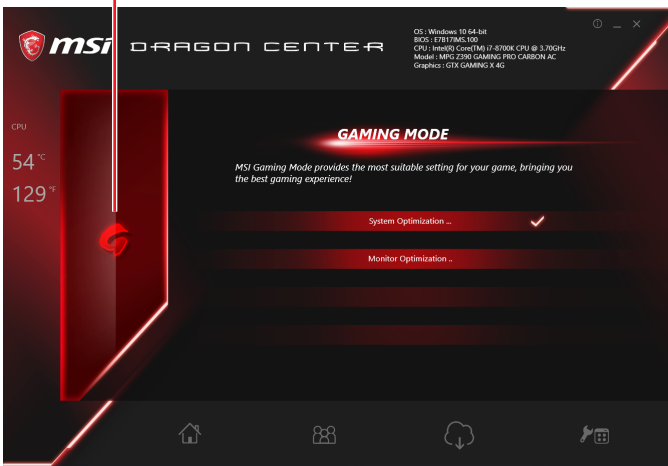 msi DRAGON CENTER
OS : Windows 10 64-bit
BIOS : E7B17IMS.100
CPU : Intel(R) Core(TM) i7-8700K CPU @ 3.70GHz
Model : MPG Z390 GAMING PRO CARBON AC
Graphics : GTX GAMING X 4G
CPU
54 °C
129 °F
GAMING MODE
MSI Gaming Mode provides the most suitable setting for your game, bringing you
the best gaming experience!
System Optimization ...
Monitor Optimization ..